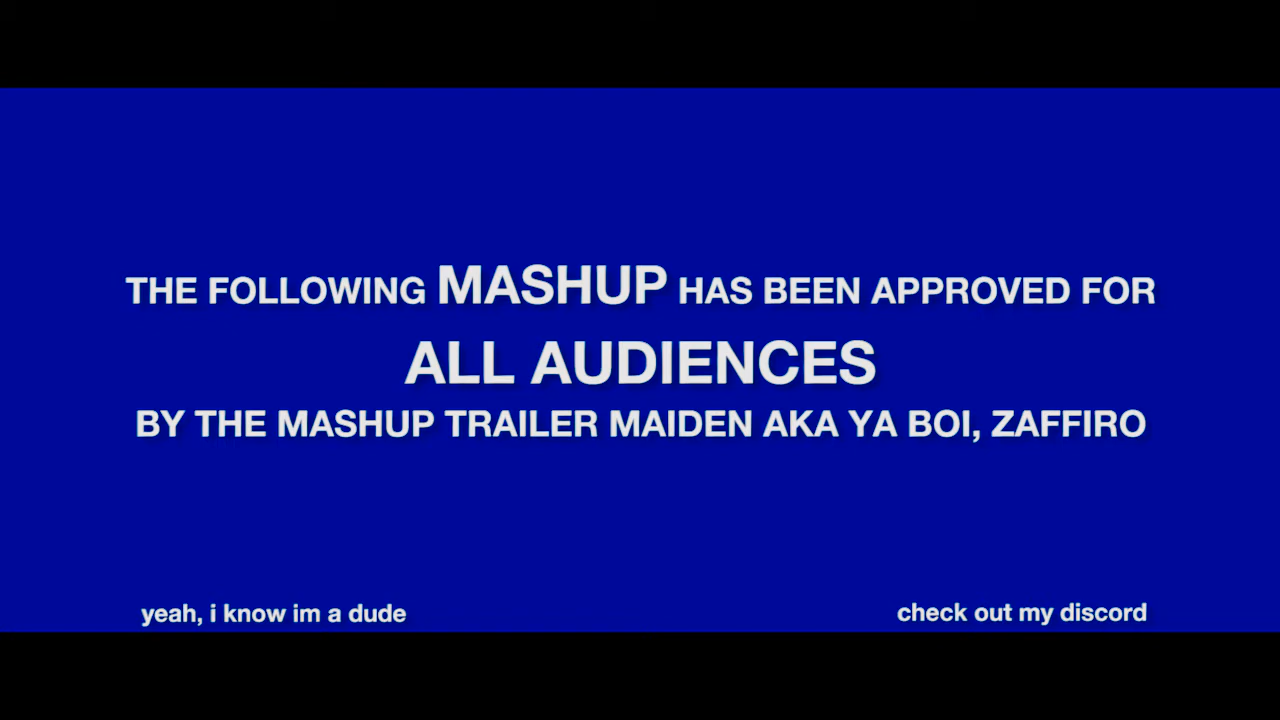 THE FOLLOWING MASHUP HAS BEEN APPROVED FOR
ALL AUDIENCES
BY THE MASHUP TRAILER MAIDEN AKA YA BOI, ZAFFIRO
yeah, i know im a dude
check out my discord